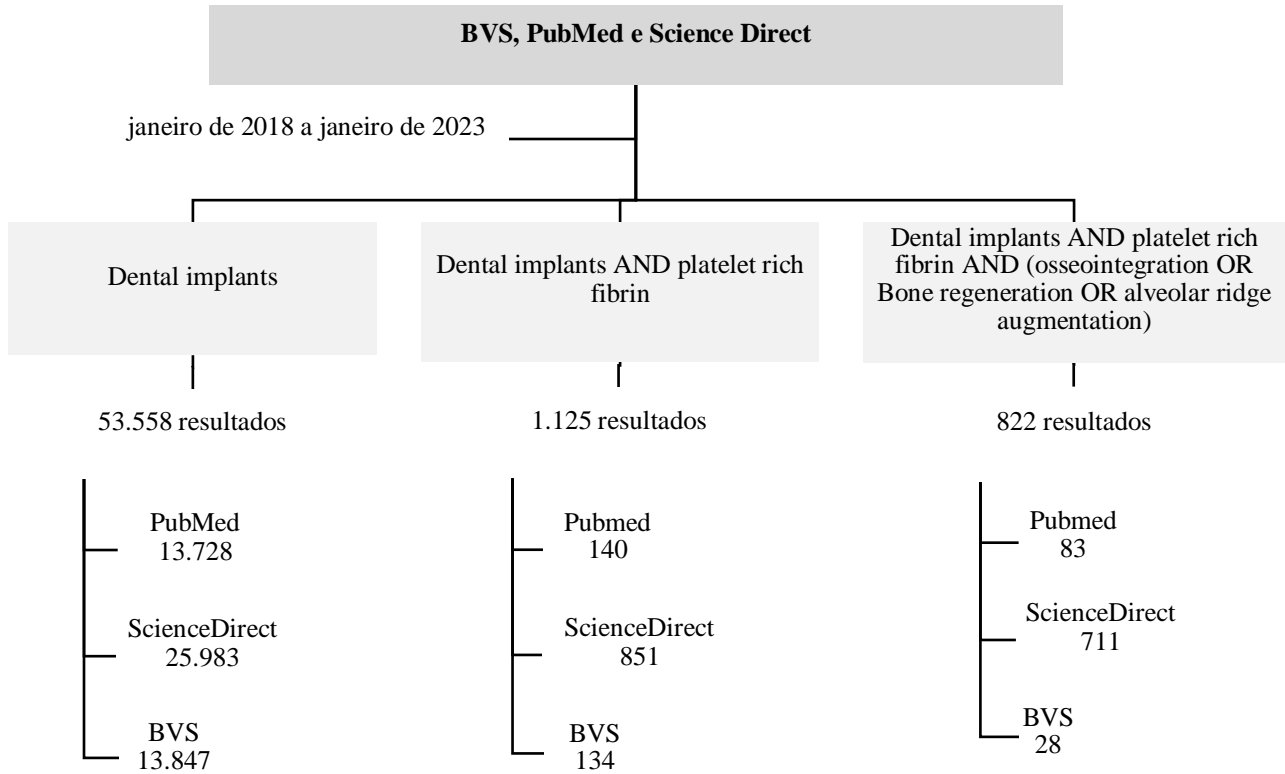 BVS, PubMed e Science Direct
janeiro de 2018 a janeiro de 2023
Dental implants
Dental implants AND platelet rich
fibrin
Dental implants AND platelet rich
fibrin AND (osseointegration OR
Bone regeneration OR alveolar ridge
augmentation)
53.558 resultados
1.125 resultados
822 resultados
PubMed
13.728
ScienceDirect
25.983
BVS
13.847
Pubmed
140
ScienceDirect
851
BVS
134
Pubmed
83
ScienceDirect
711
BVS
28